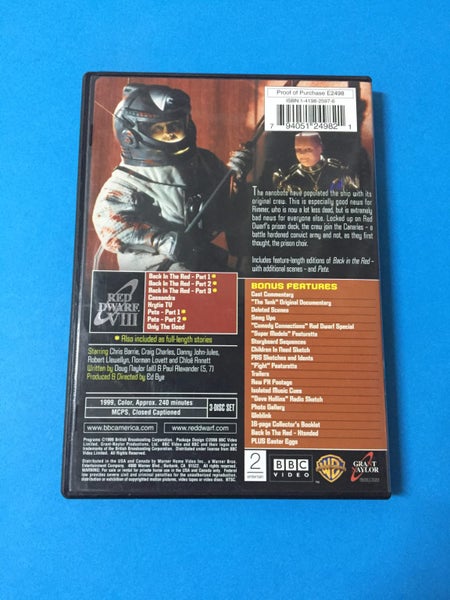 Proof of Purchase E2498
ISBN 1-4198-2597-6
7 94051 24982 1
The nanobots have populated the ship with its
original crew. This is especially good news for
Rimmer, who is now a lot less dead, but is extremely
bad news for everyone else. Locked up on Red
Dwarf's prison deck, the crew join the Canaries - a
battle hardened convict army and not, as they first
thought, the prison choir.
Includes feature-length editions of Back in the Red -
with additional scenes - and Pete.
RED
DWARF
VIII
Back In The Red - Part 1
Back In The Red - Part 2
Back In The Red - Part 3
Cassandra
Krytie TV
Pete - Part 1
Pete - Part 2
Only The Good
Also included as full-length stories
Starring Chris Barrie, Craig Charles, Danny John-Jules,
Robert Llewellyn, Norman Lovett and Chloë Annett
Written by Doug Naylor (all) & Paul Alexander (5, 7)
Produced & Directed by Ed Bye
1999, Color, Approx. 240 minutes
MCPS, Closed Captioned
3-DISC SET
www.bbcamerica.com
www.reddwarf.com
BONUS FEATURES
Cast Commentary
"The Tank" Original Documentary
Deleted Scenes
Smeg Ups
"Comedy Connections" Red Dwarf Special
"Super Models" Featurette
Storyboard Sequences
Children In Need Sketch
PBS Sketches and Idents
"Fight" Featurette
Trailers
Raw FX Footage
Isolated Music Cues
"Dave Hollins" Radio Sketch
Photo Gallery
Weblink
16-page Collector's Booklet
Back In The Red - Xtended
PLUS Easter Eggs
2
entertain
BBC
VIDEO
WB
GRANT
NAYLOR